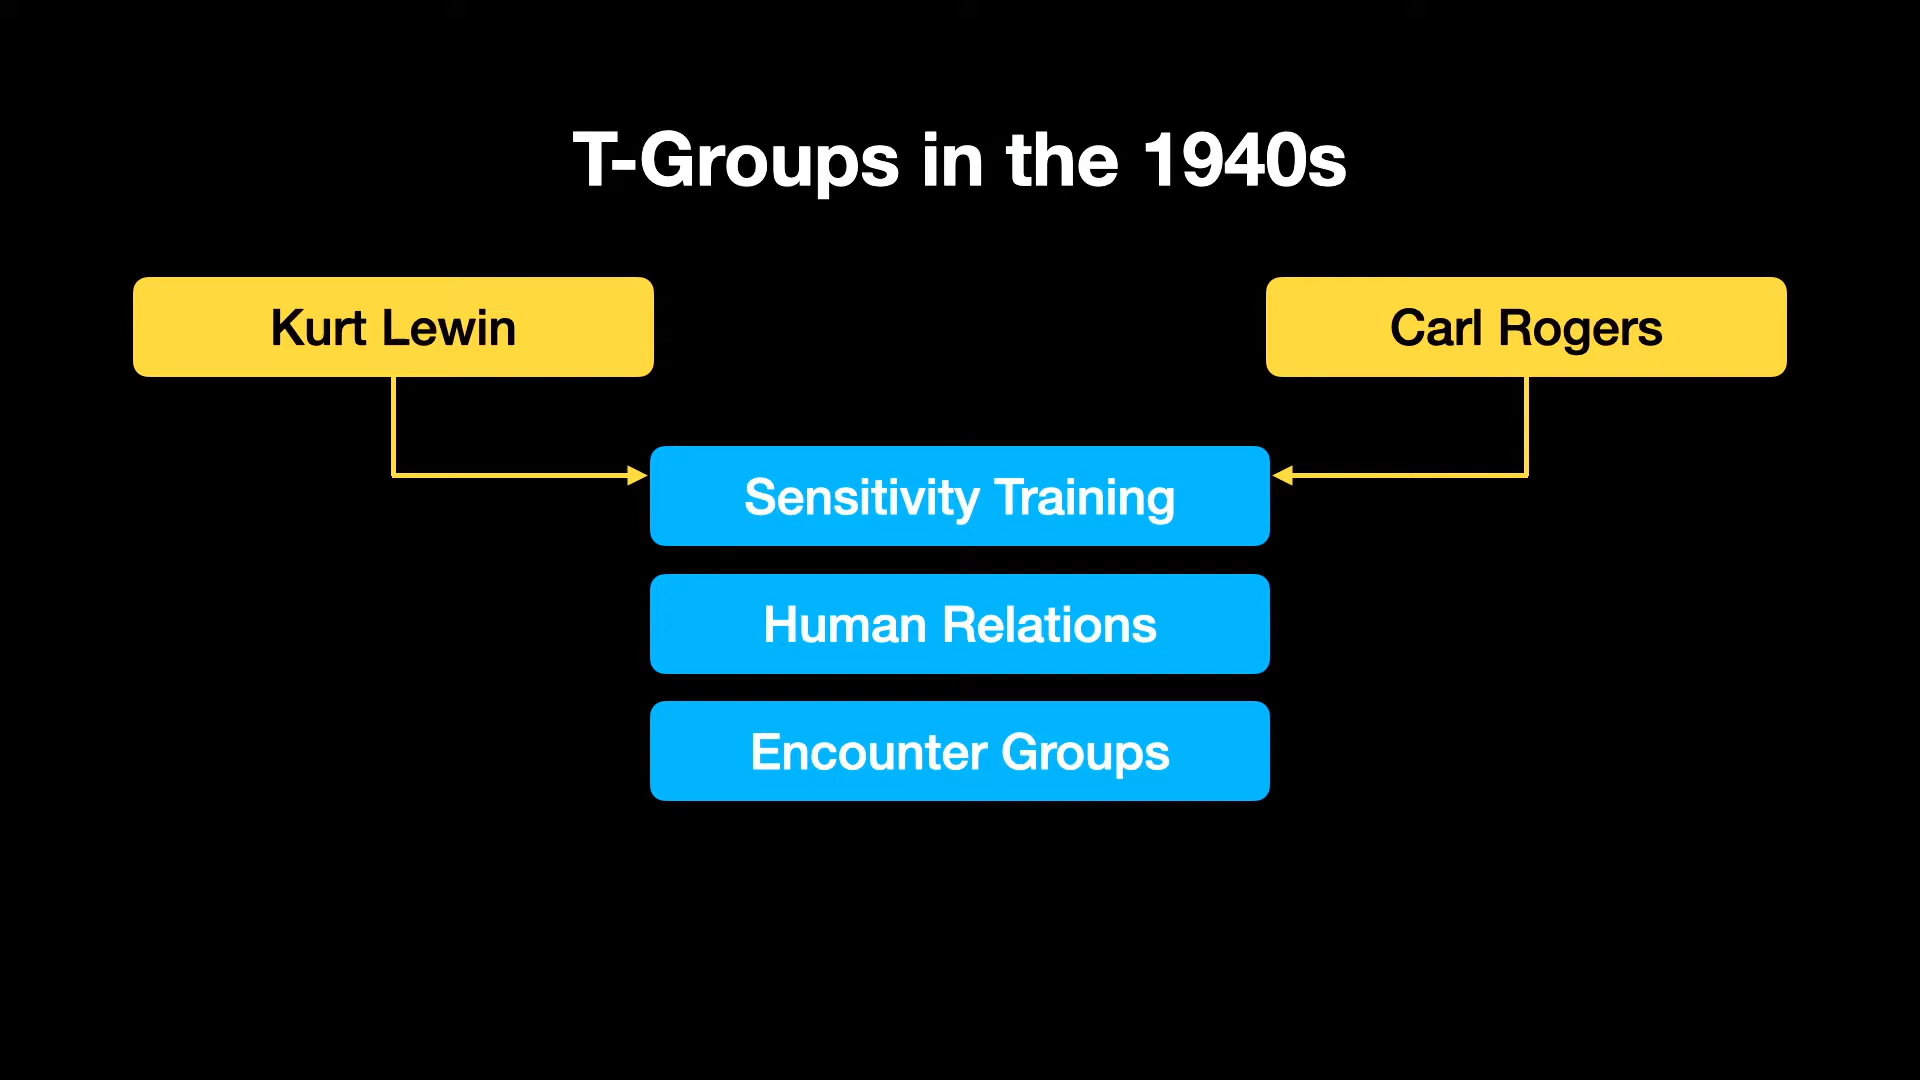 T-Groups in the 1940s
Kurt Lewin
Carl Rogers
Sensitivity Training
Human Relations
Encounter Groups